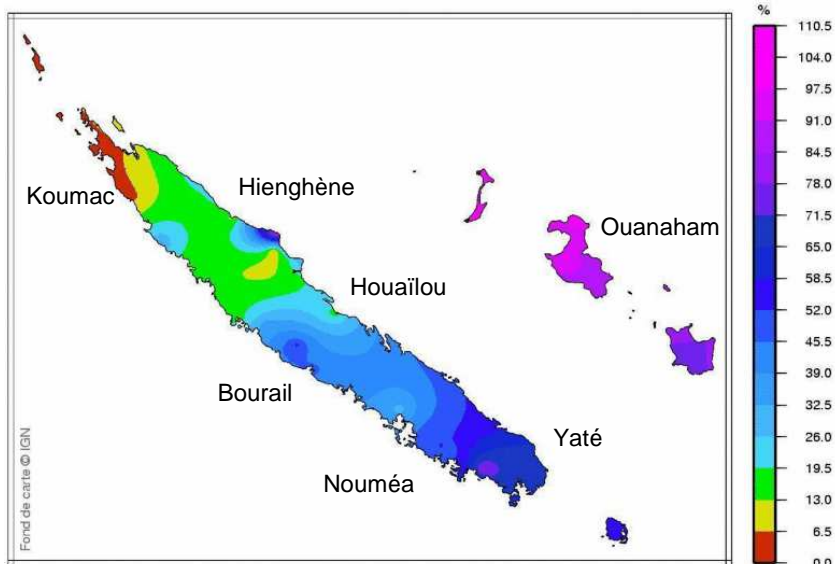 %
110.5
104.0
97.5
91.0
84.5
78.0
71.5
65.0
58.5
52.0
45.5
39.0
32.5
26.0
19.5
13.0
6.5
0.0
Koumac
Hienghène
Ouanaham
Houaïlou
Bourail
Yaté
Nouméa
Fond de carte © IGN